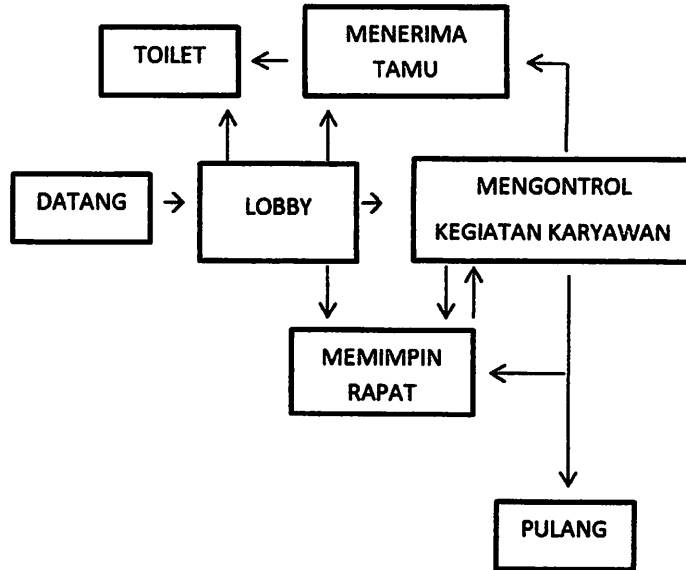 TOILET
MENERIMA
TAMU
DATANG
LOBBY
MENGONTROL
KEGIATAN KARYAWAN
MEMIMPIN
RAPAT
PULANG